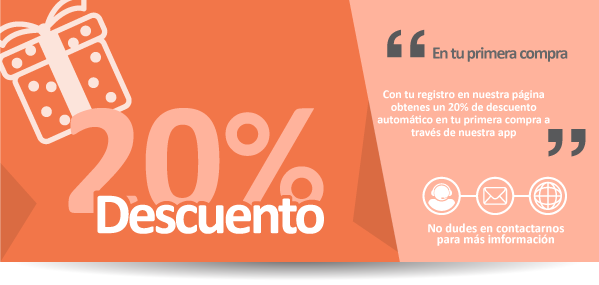 20%
Descuento
“ En tu primera compra
Con tu registro en nuestra página
obtenes un 20% de descuento
automático en tu primera compra a
través de nuestra app ”
No dudes en contactarnos
para más imformación